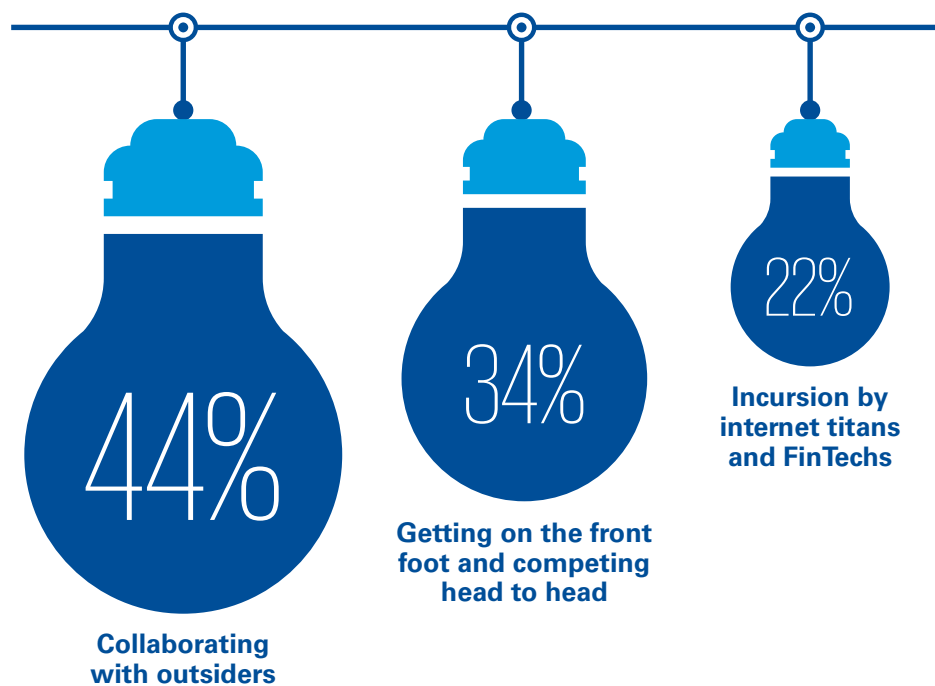 44%
Collaborating
with outsiders
34%
Getting on the front
foot and competing
head to head
22%
Incursion by
internet titans
and FinTechs